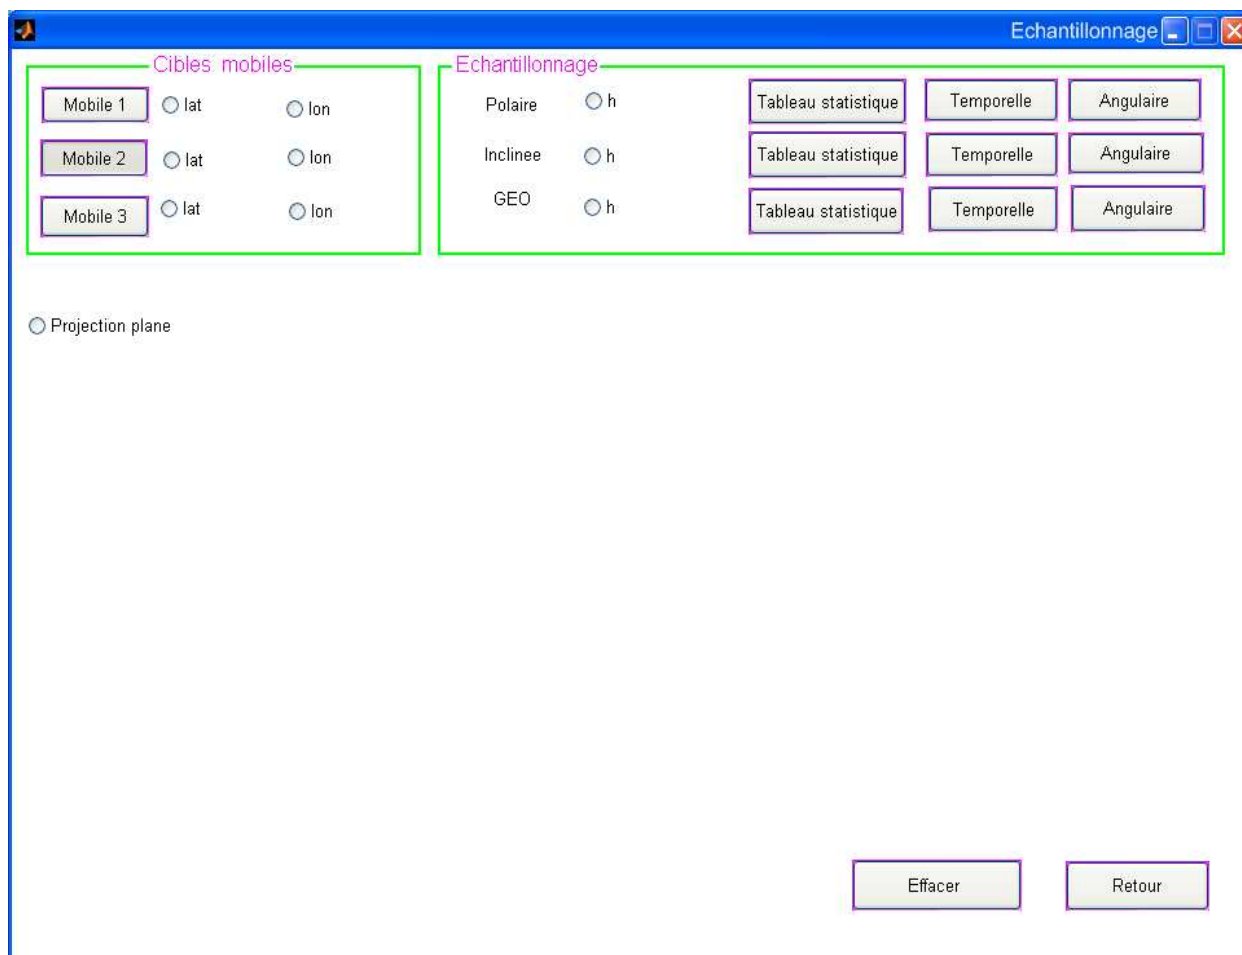 Echantillonnage
Cibles mobiles
Mobile 1 lat lon
Mobile 2 lat lon
Mobile 3 lat lon
Echantillonnage
Polaire h Tableau statistique Temporelle Angulaire
Inclinee h Tableau statistique Temporelle Angulaire
GEO h Tableau statistique Temporelle Angulaire
Projection plane
Effacer Retour